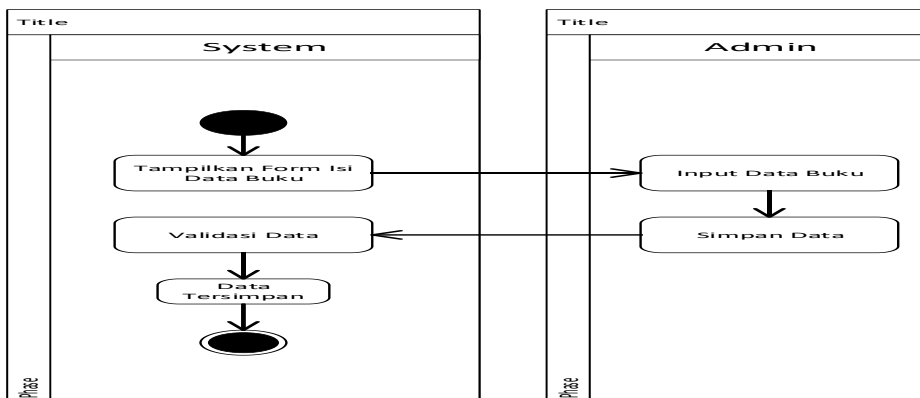 Title
System
Tampilkan Form Isi
Data Buku
Validasi Data
Data
Tersimpan
Phase
Title
Admin
Input Data Buku
Simpan Data
Phase